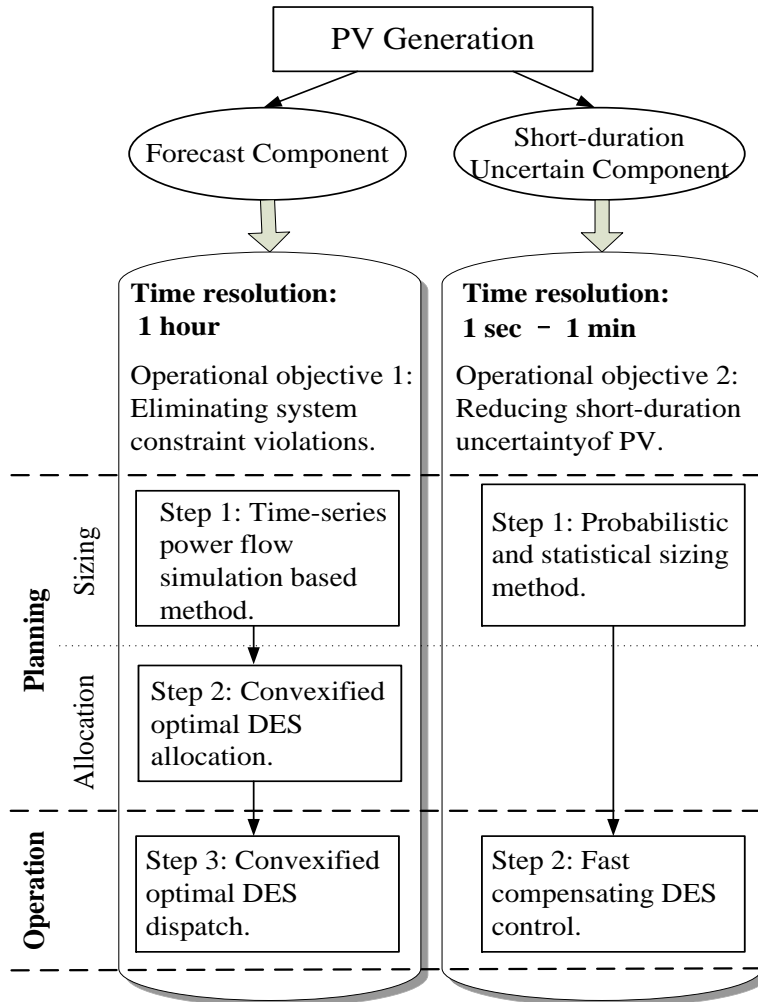 PV Generation
Forecast Component
Short-duration
Uncertain Component
Time resolution:
1 hour
Operational objective 1:
Eliminating system
constraint violations.
Time resolution:
1 sec － 1 min
Operational objective 2:
Reducing short-duration
uncertaintyof PV.
Planning
Sizing
Step 1: Time-series
power flow
simulation based
method.
Step 1: Probabilistic
and statistical sizing
method.
Allocation
Step 2: Convexified
optimal DES
allocation.
Operation
Step 3: Convexified
optimal DES
dispatch.
Step 2: Fast
compensating DES
control.